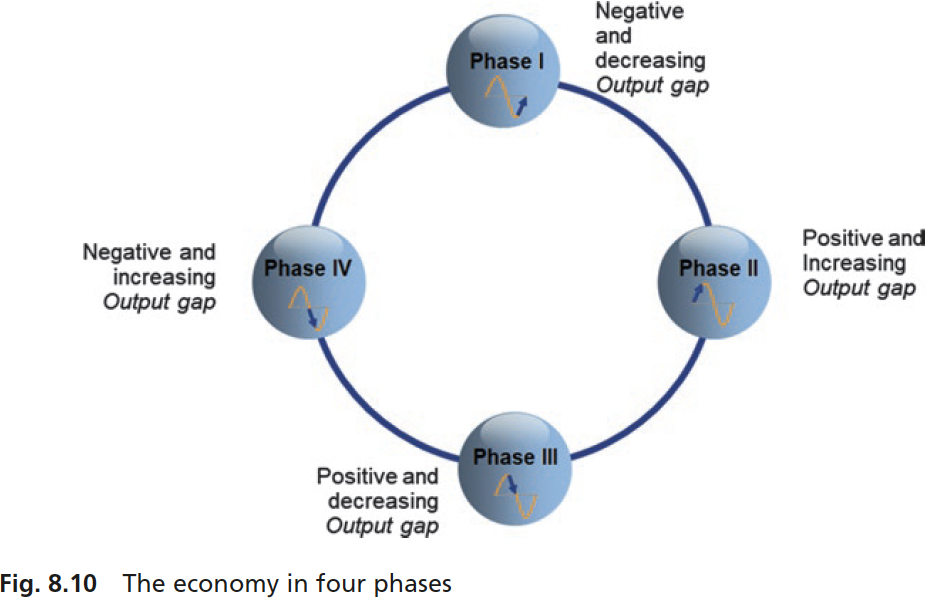 Phase I
Negative
and
decreasing
Output gap
Phase II
Positive and
Increasing
Output gap
Phase III
Positive and
decreasing
Output gap
Phase IV
Negative and
increasing
Output gap
Fig. 8.10 The economy in four phases